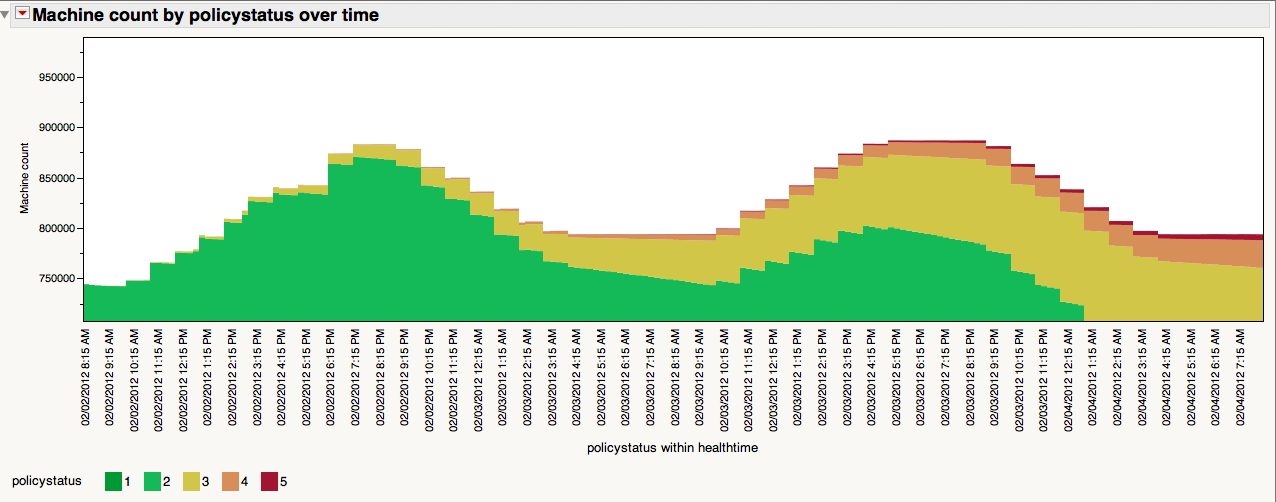 Machine count by policystatus over time
Machine count
950000
900000
850000
800000
750000
02/02/2012 8:15 AM
02/02/2012 9:15 AM
02/02/2012 10:15 AM
02/02/2012 11:15 AM
02/02/2012 12:15 PM
02/02/2012 1:15 PM
02/02/2012 2:15 PM
02/02/2012 3:15 PM
02/02/2012 4:15 PM
02/02/2012 5:15 PM
02/02/2012 6:15 PM
02/02/2012 7:15 PM
02/02/2012 8:15 PM
02/02/2012 9:15 PM
02/02/2012 10:15 PM
02/02/2012 11:15 PM
02/03/2012 12:15 AM
02/03/2012 1:15 AM
02/03/2012 2:15 AM
02/03/2012 3:15 AM
02/03/2012 4:15 AM
02/03/2012 5:15 AM
02/03/2012 6:15 AM
02/03/2012 7:15 AM
02/03/2012 8:15 AM
02/03/2012 9:15 AM
02/03/2012 10:15 AM
02/03/2012 11:15 AM
02/03/2012 12:15 PM
02/03/2012 1:15 PM
02/03/2012 2:15 PM
02/03/2012 3:15 PM
02/03/2012 4:15 PM
02/03/2012 5:15 PM
02/03/2012 6:15 PM
02/03/2012 7:15 PM
02/03/2012 8:15 PM
02/03/2012 9:15 PM
02/03/2012 10:15 PM
02/03/2012 11:15 PM
02/04/2012 12:15 AM
02/04/2012 1:15 AM
02/04/2012 2:15 AM
02/04/2012 3:15 AM
02/04/2012 4:15 AM
02/04/2012 5:15 AM
02/04/2012 6:15 AM
02/04/2012 7:15 AM
policystatus within healthtime
policystatus 1 2 3 4 5